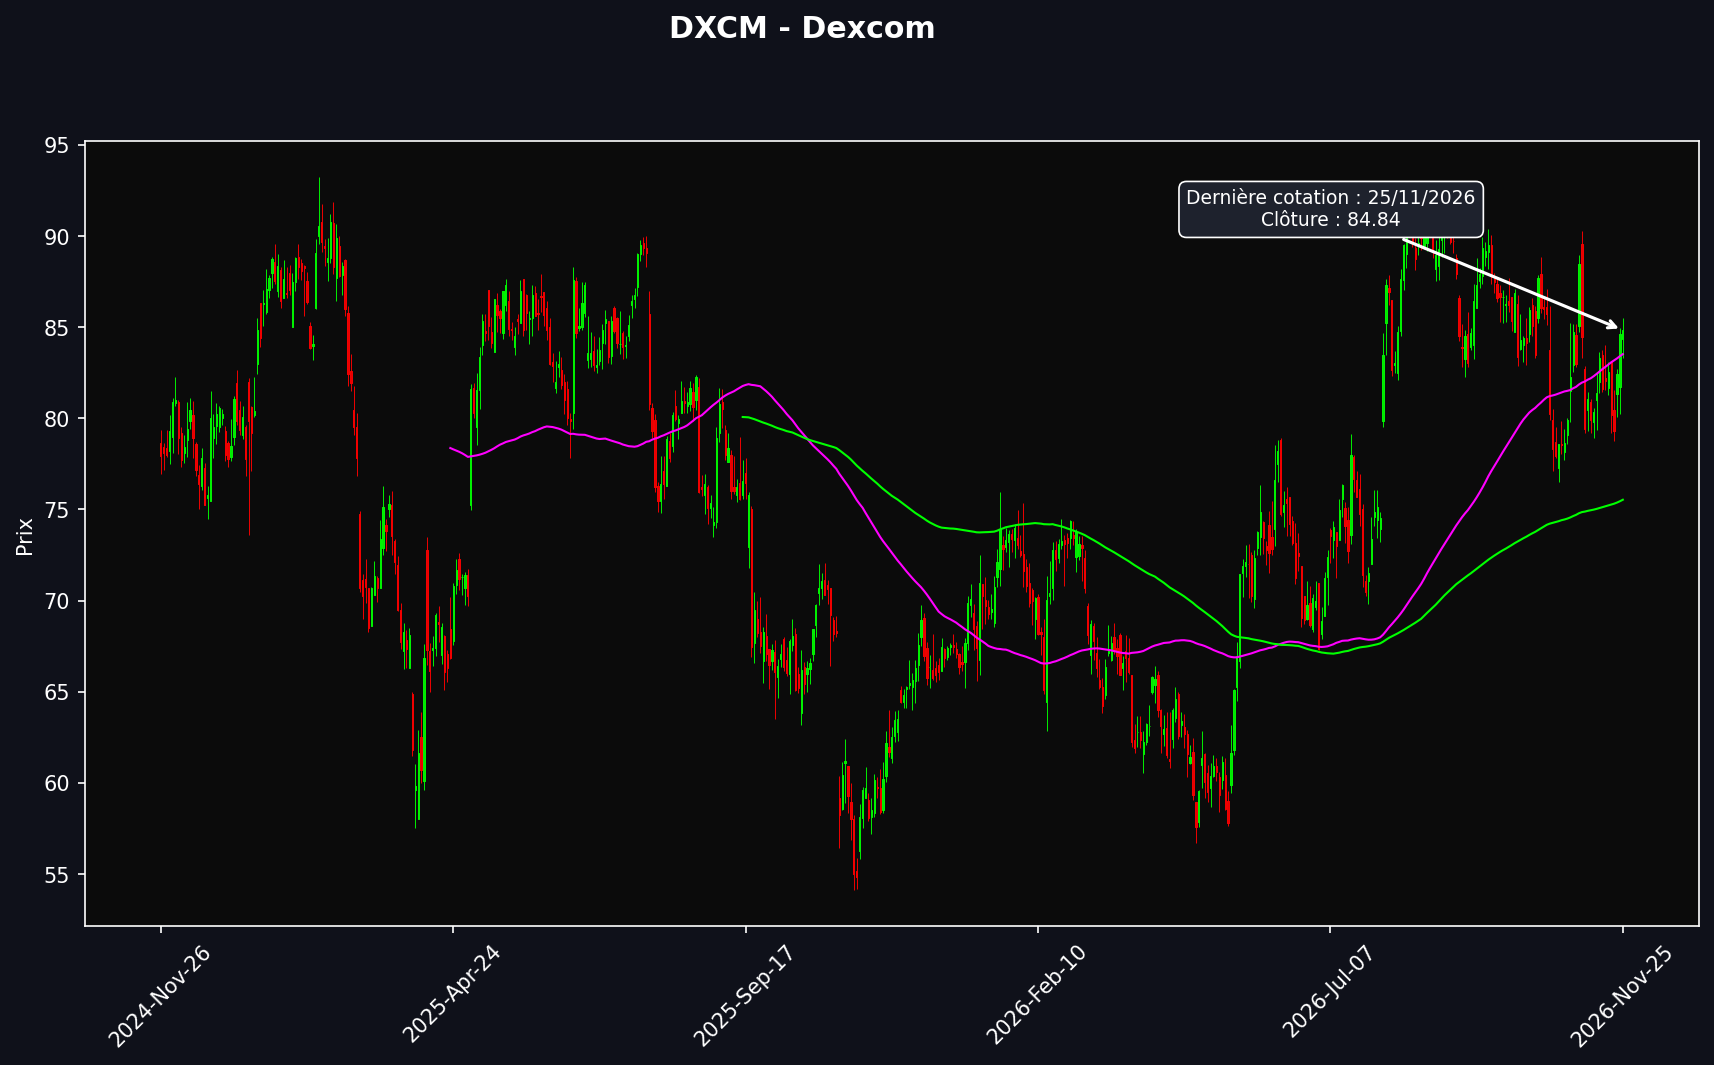 DXCM - Dexcom
95
90
85
80
75
70
65
60
55
Prix
Dernière cotation : 25/11/2026
Clôture : 84.84
2024-Nov-26
2025-Apr-24
2025-Sep-17
2026-Feb-10
2026-Jul-07
2026-Nov-25